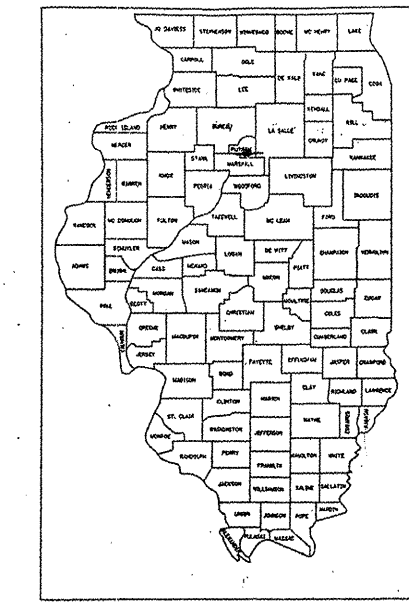 JO DAVIESS STEPHENSON WINNEBAGO BOONE MC HENRY LAKE
CARROLL OGLE
DE KALB KANE
DU PAGE COOK
WHITESIDE LEE
KENDALL
ROCK ISLAND HENRY BUREAU LA SALLE GRUNDY WILL
MERCER PUTNAM KANKAKEE
STARK MARSHALL
HENDERSON WARREN KNOX PEORIA WOODFORD LIVINGSTON IROQUOIS
HANCOCK MC DONOUGH FULTON TAZEWELL MC LEAN FORD
MASON
SCHUYLER LOGAN DE WITT CHAMPAIGN VERMILION
ADAMS BROWN CASS MENARD PIATT
MACON
PIKE SCOTT MORGAN SANGAMON MOULTRIE DOUGLAS EDGAR
CHRISTIAN COLES
GREENE MACOUPIN SHELBY
CALHOUN MONTGOMERY CUMBERLAND CLARK
JERSEY
FAYETTE EFFINGHAM JASPER CRAWFORD
MADISON BOND CLAY
RICHLAND LAWRENCE
CLINTON MARION
ST. CLAIR WAYNE EDWARDS WABASH
WASHINGTON JEFFERSON
MONROE
RANDOLPH PERRY HAMILTON WHITE
FRANKLIN
JACKSON WILLIAMSON SALINE GALLATIN
UNION JOHNSON POPE HARDIN
ALEXANDER PULASKI MASSAC